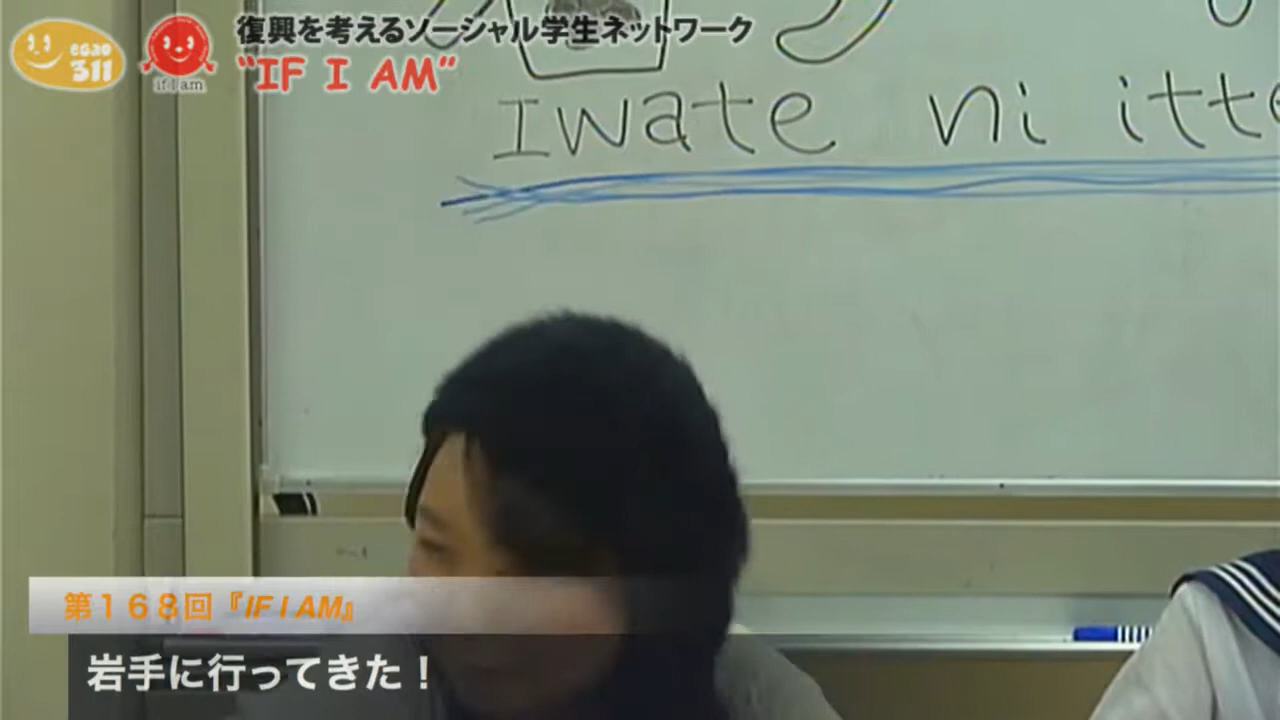 復興を考えるソーシャル学生ネットワーク
EGAO
311
if I am
“IF I AM”
Iwate ni itte
第168回『IF I AM』
岩手に行ってきた!